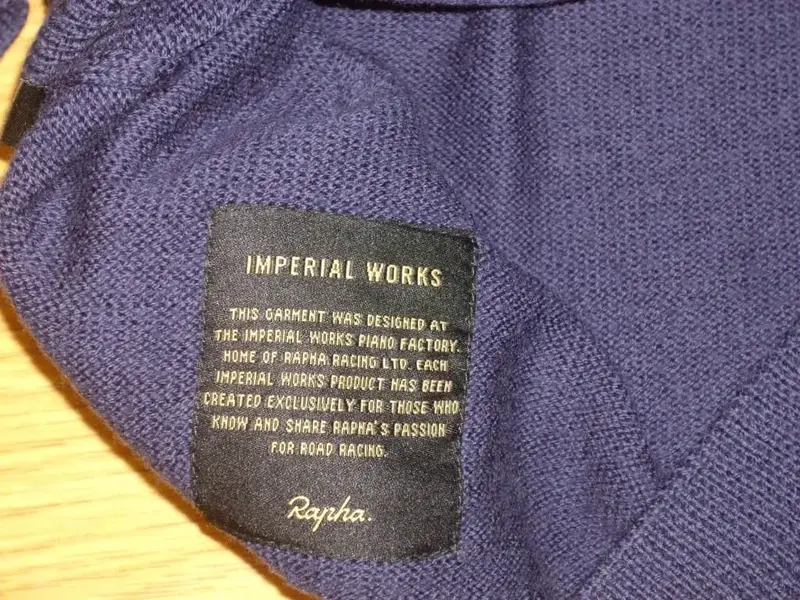 IMPERIAL WORKS
THIS GARMENT WAS DESIGNED AT
THE IMPERIAL WORKS PIANO FACTORY.
HOME OF RAPHA RACING LTD. EACH
IMPERIAL WORKS PRODUCT HAS BEEN
CREATED EXCLUSIVELY FOR THOSE WHO
KNOW AND SHARE RAPHA'S PASSION
FOR ROAD RACING.
Rapha.